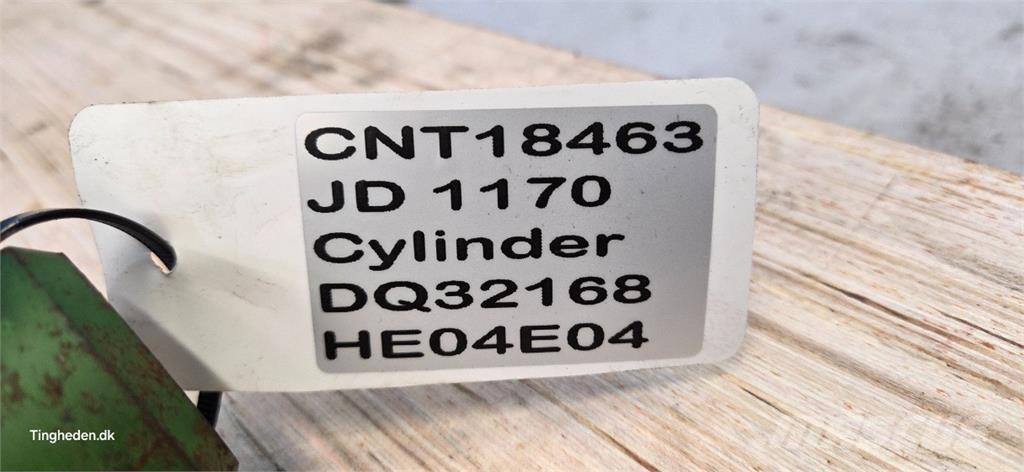 CNT18463
JD 1170
Cylinder
DQ32168
HE04E04
Tingheden.dk